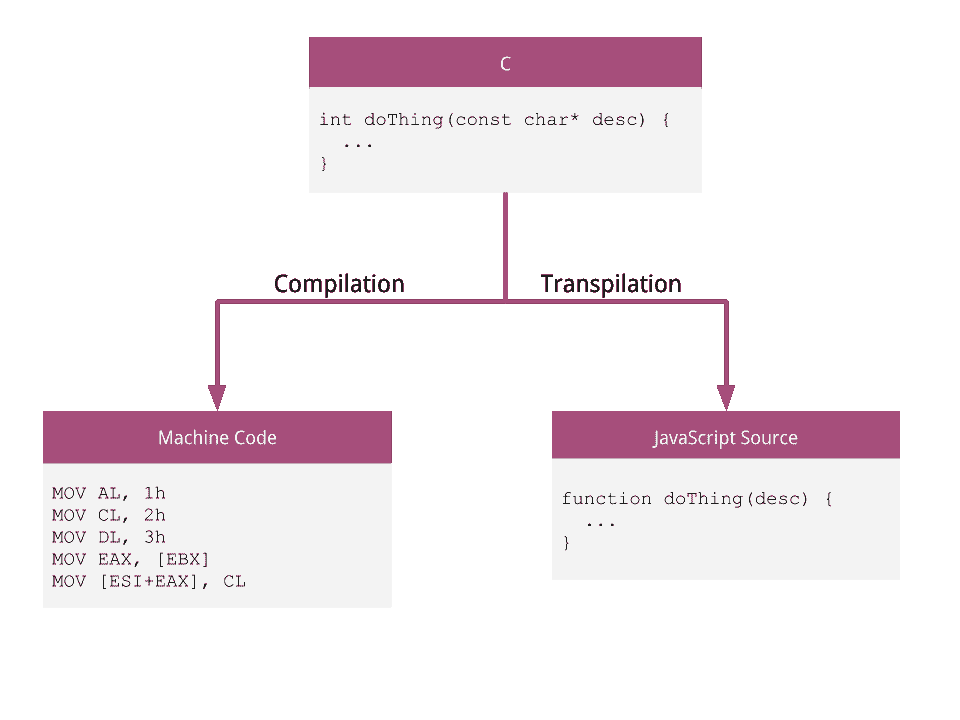 C
int doThing(const char* desc) {
  ...
}
Compilation
Transpilation
Machine Code
MOV AL, 1h
MOV CL, 2h
MOV DL, 3h
MOV EAX, [EBX]
MOV [ESI+EAX], CL
JavaScript Source
function doThing(desc) {
  ...
}